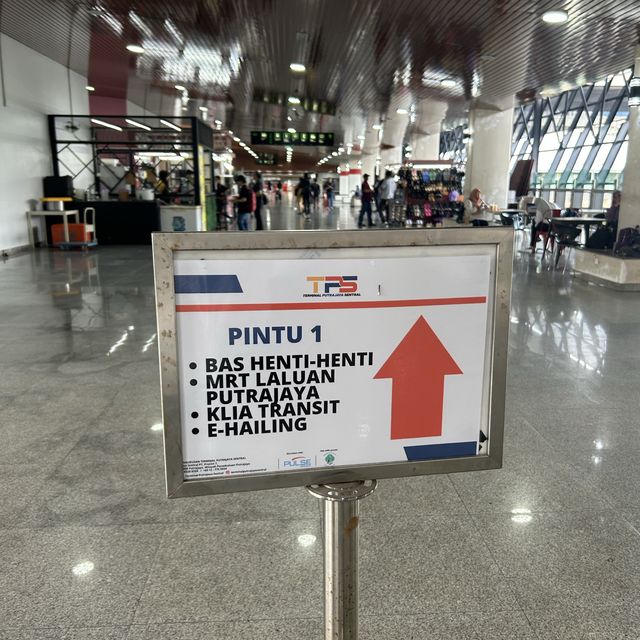 TPS
TERMINAL PUTRAJAYA SENTRAL
PINTU 1
• BAS HENTI-HENTI
• MRT LALUAN
PUTRAJAYA
• KLIA TRANSIT
• E-HAILING
PULSE